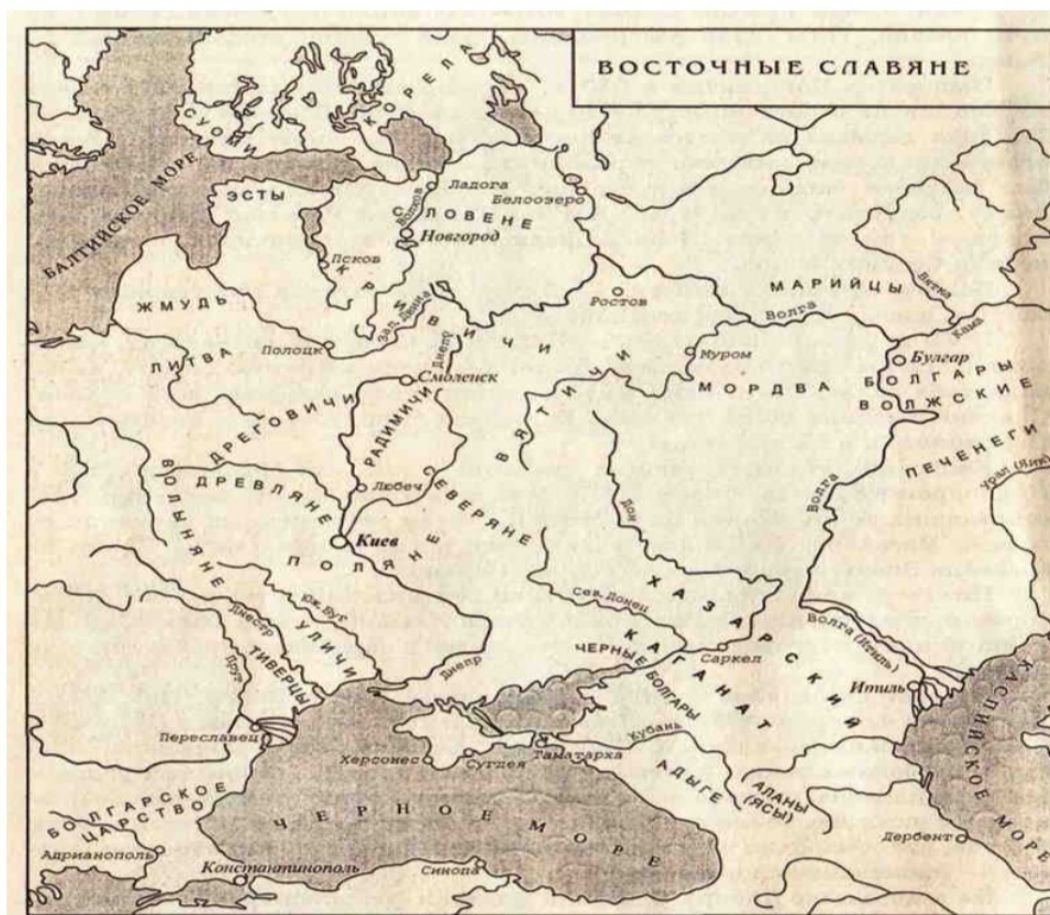 ВОСТОЧНЫЕ СЛАВЯНЕ
КОРЕЛА
СУОМИ
БАЛТИЙСКОЕ МОРЕ
ЭСТЫ
Ладога
Белоозеро
Волхов
СЛОВЕНЕ
Новгород
Псков
КРИВИЧИ
Ростов
МАРИЙЦЫ
Вятка
ЖМУДЬ
Зап. Двина
Волга
Кама
Полоцк
Днепр
Муром
Булгар
ЛИТВА
Смоленск
МОРДВА
БОЛГАРЫ
ВОЛЖСКИЕ
ВЯТИЧИ
ДРЕГОВИЧИ
РАДИМИЧИ
ПЕЧЕНЕГИ
Урал (Яик)
ВОЛЫНЯНЕ
ДРЕВЛЯНЕ
Любеч
СЕВЕРЯНЕ
Дон
Волга
Киев
ПОЛЯНЕ
Сев. Донец
ХАЗАРСКИЙ
КАГАНАТ
Юж. Буг
Днестр
УЛИЧИ
Волга (Итиль)
ТИВЕРЦЫ
Прут
Днепр
ЧЕРНЫЕ
БОЛГАРЫ
Саркел
Итиль
КАСПИЙСКОЕ МОРЕ
Переславец
Херсонес
Сугдея
Таматарха
Кубань
АДЫГЕ
АЛАНЫ
(ЯСЫ)
БОЛГАРСКОЕ
ЦАРСТВО
ЧЕРНОЕ МОРЕ
Дербент
Адрианополь
Константинополь
Синопа